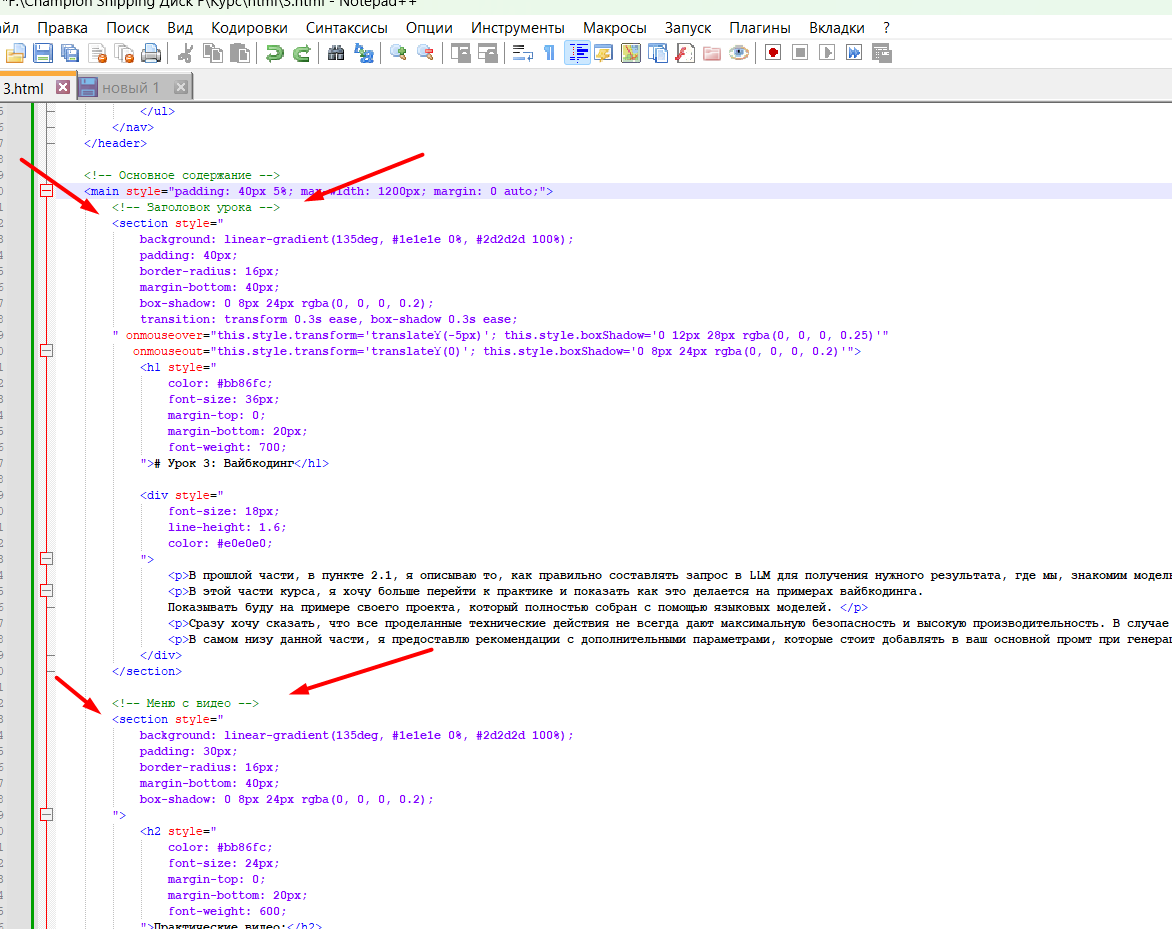 *F:\Champion Shipping Диск F\Курс\html\3.html - Notepad++
йл Правка Поиск Вид Кодировки Синтаксисы Опции Инструменты Макросы Запуск Плагины Вкладки ?
3.html новый 1
</ul>
</nav>
</header>
<!-- Основное содержание -->
<main style="padding: 40px 5%; max-width: 1200px; margin: 0 auto;">
<!-- Заголовок урока -->
<section style="
background: linear-gradient(135deg, #1e1e1e 0%, #2d2d2d 100%);
padding: 40px;
border-radius: 16px;
margin-bottom: 40px;
box-shadow: 0 8px 24px rgba(0, 0, 0, 0.2);
transition: transform 0.3s ease, box-shadow 0.3s ease;
" onmouseover="this.style.transform='translateY(-5px)'; this.style.boxShadow='0 12px 28px rgba(0, 0, 0, 0.25)'"
onmouseout="this.style.transform='translateY(0)'; this.style.boxShadow='0 8px 24px rgba(0, 0, 0, 0.2)'">
<h1 style="
color: #bb86fc;
font-size: 36px;
margin-top: 0;
margin-bottom: 20px;
font-weight: 700;
"># Урок 3: Вайбкодинг</h1>
<div style="
font-size: 18px;
line-height: 1.6;
color: #e0e0e0;
">
<p>В прошлой части, в пункте 2.1, я описываю то, как правильно составлять запрос в LLM для получения нужного результата, где мы, знакомим модель
<p>В этой части курса, я хочу больше перейти к практике и показать как это делается на примерах вайбкодинга.
Показывать буду на примере своего проекта, который полностью собран с помощью языковых моделей. </p>
<p>Сразу хочу сказать, что все проделанные технические действия не всегда дают максимальную безопасность и высокую производительность. В случае
<p>В самом низу данной части, я предоставлю рекомендации с дополнительными параметрами, которые стоит добавлять в ваш основной промт при генерац
</div>
</section>
<!-- Меню с видео -->
<section style="
background: linear-gradient(135deg, #1e1e1e 0%, #2d2d2d 100%);
padding: 30px;
border-radius: 16px;
margin-bottom: 40px;
box-shadow: 0 8px 24px rgba(0, 0, 0, 0.2);
">
<h2 style="
color: #bb86fc;
font-size: 24px;
margin-top: 0;
margin-bottom: 20px;
font-weight: 600;
">Практические видео:</h2>